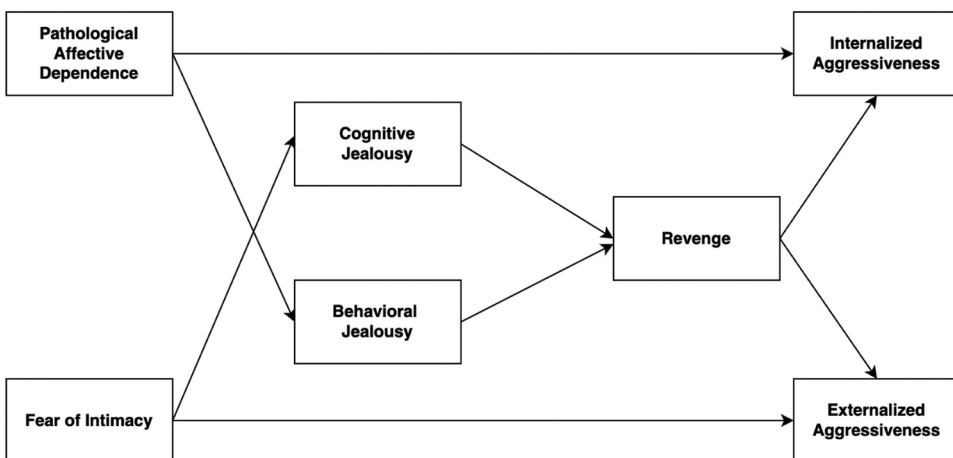 Pathological
Affective
Dependence
Internalized
Aggressiveness
Cognitive
Jealousy
Revenge
Behavioral
Jealousy
Fear of Intimacy
Externalized
Aggressiveness